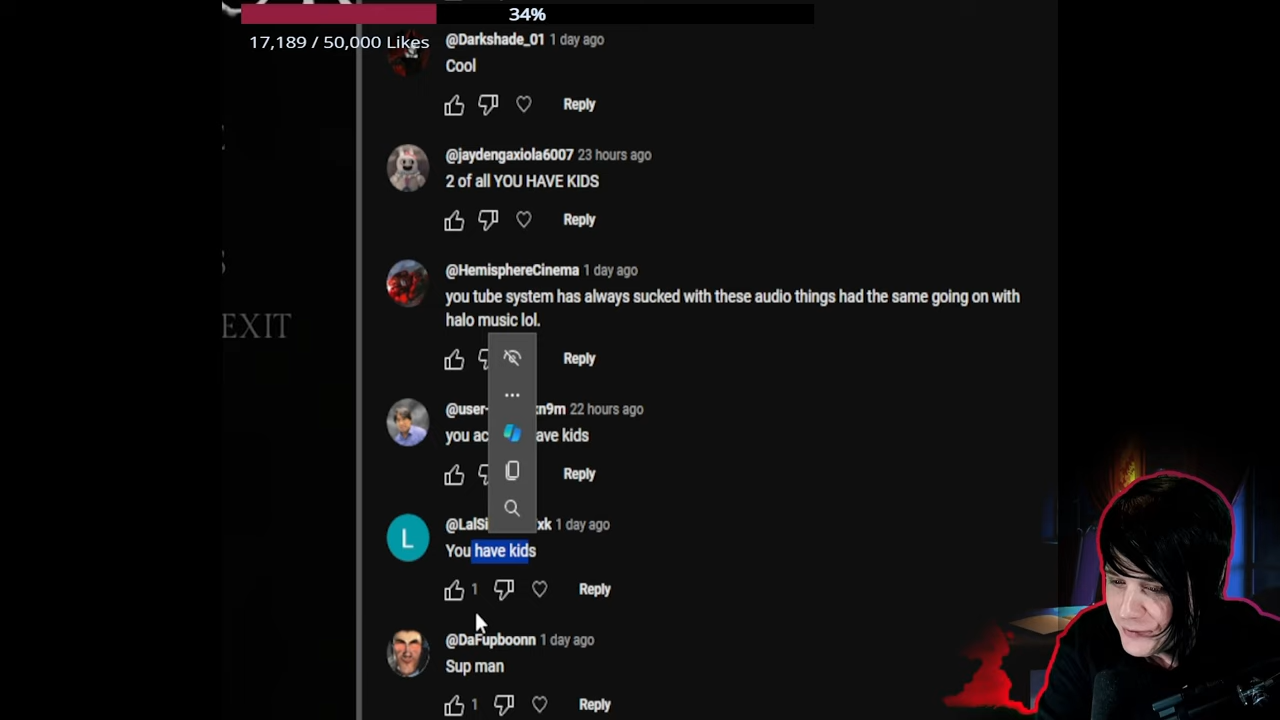 34%
17,189 / 50,000 Likes
@Darkshade_01 1 day ago
Cool
Reply
@jaydengaxiola6007 23 hours ago
2 of all YOU HAVE KIDS
Reply
@HemisphereCinema 1 day ago
you tube system has always sucked with these audio things had the same going on with
halo music lol.
EXIT
Reply
@user- xn9m 22 hours ago
you ac ave kids
Reply
@LalSi xk 1 day ago
L
You have kids
1 Reply
@DaFupboonn 1 day ago
Sup man
1 Reply